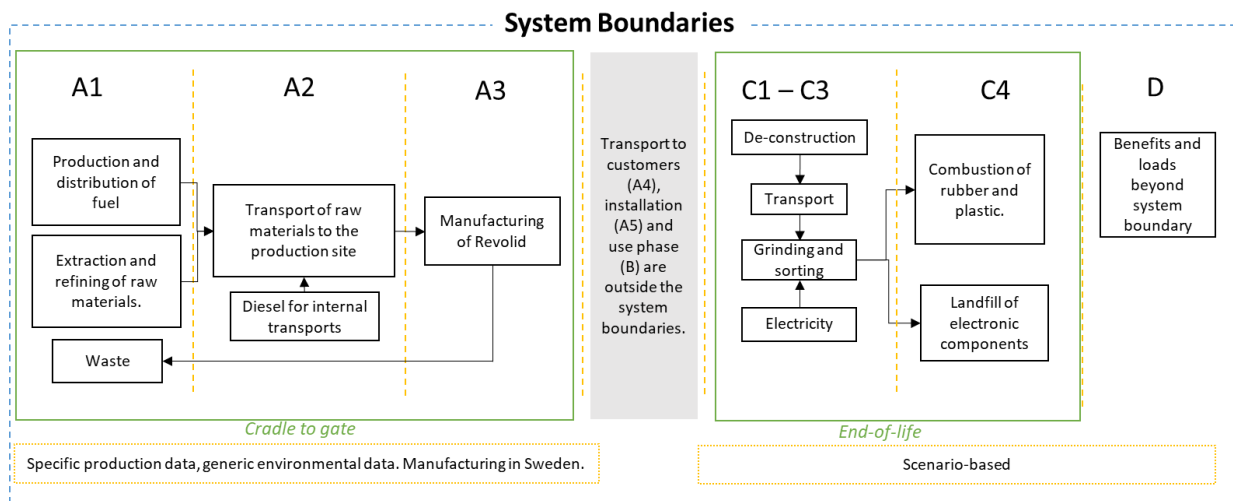 System Boundaries
A1
A2
A3
C1 – C3
C4
D
Production and
distribution of
fuel
Extraction and
refining of raw
materials.
Waste
Transport of raw
materials to the
production site
Diesel for internal
transports
Manufacturing
of Revolid
Transport to
customers
(A4),
installation
(A5) and
use phase
(B) are
outside the
system
boundaries.
De-construction
Transport
Grinding and
sorting
Electricity
Combustion of
rubber and
plastic.
Landfill of
electronic
components
Benefits and
loads
beyond
system
boundary
Cradle to gate
End-of-life
Specific production data, generic environmental data. Manufacturing in Sweden.
Scenario-based